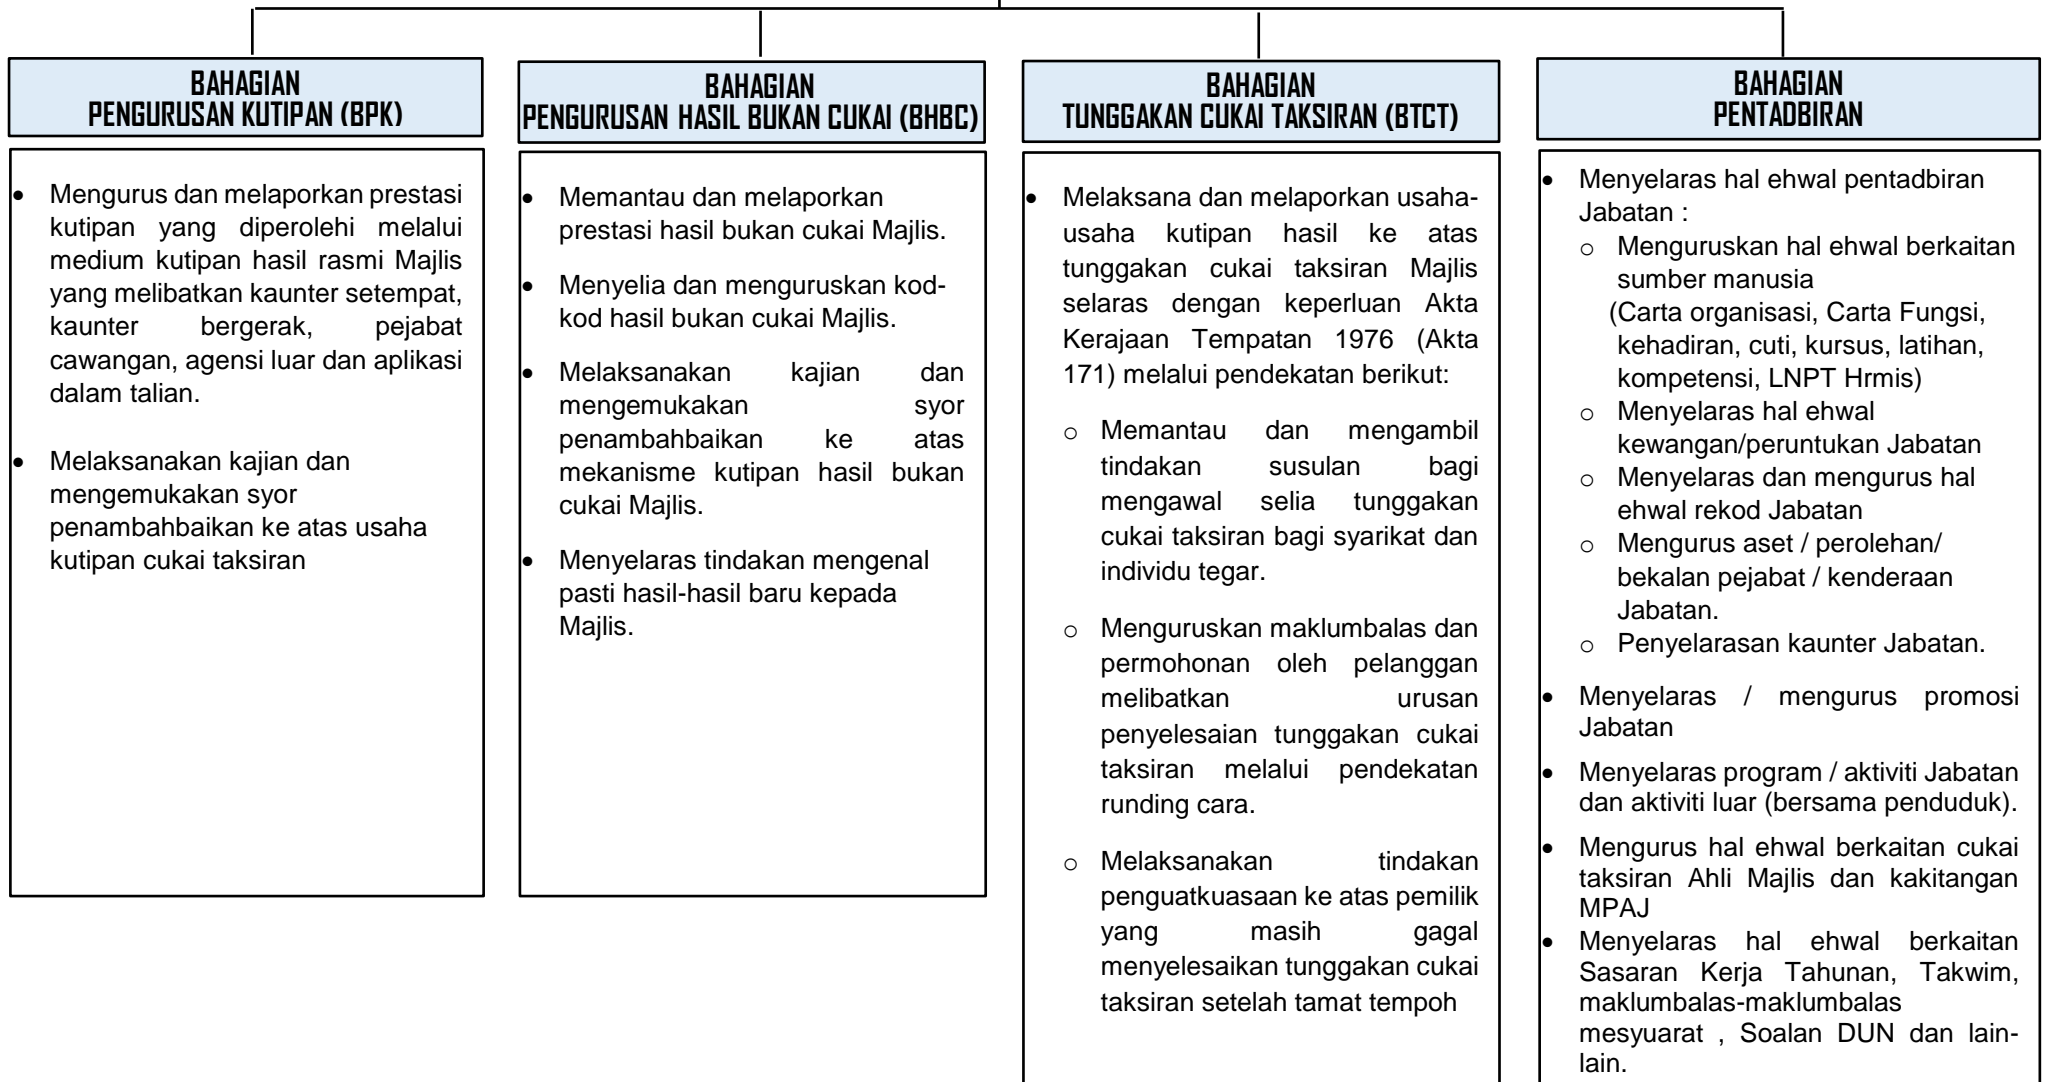 BAHAGIAN
PENGURUSAN KUTIPAN (BPK)
• Mengurus dan melaporkan prestasi
kutipan yang diperolehi melalui
medium kutipan hasil rasmi Majlis
yang melibatkan kaunter setempat,
kaunter bergerak, pejabat
cawangan, agensi luar dan aplikasi
dalam talian.
• Melaksanakan kajian dan
mengemukakan syor
penambahbaikan ke atas usaha
kutipan cukai taksiran
BAHAGIAN
PENGURUSAN HASIL BUKAN CUKAI (BHBC)
• Memantau dan melaporkan
prestasi hasil bukan cukai Majlis.
• Menyelia dan menguruskan kod-
kod hasil bukan cukai Majlis.
• Melaksanakan kajian dan
mengemukakan syor
penambahbaikan ke atas
mekanisme kutipan hasil bukan
cukai Majlis.
• Menyelaras tindakan mengenal
pasti hasil-hasil baru kepada
Majlis.
BAHAGIAN
TUNGGAKAN CUKAI TAKSIRAN (BTCT)
• Melaksana dan melaporkan usaha-
usaha kutipan hasil ke atas
tunggakan cukai taksiran Majlis
selaras dengan keperluan Akta
Kerajaan Tempatan 1976 (Akta
171) melalui pendekatan berikut:
o Memantau dan mengambil
tindakan susulan bagi
mengawal selia tunggakan
cukai taksiran bagi syarikat dan
individu tegar.
o Menguruskan maklumbalas dan
permohonan oleh pelanggan
melibatkan urusan
penyelesaian tunggakan cukai
taksiran melalui pendekatan
runding cara.
o Melaksanakan tindakan
penguatkuasaan ke atas pemilik
yang masih gagal
menyelesaikan tunggakan cukai
taksiran setelah tamat tempoh
BAHAGIAN
PENTADBIRAN
• Menyelaras hal ehwal pentadbiran
Jabatan :
o Menguruskan hal ehwal berkaitan
sumber manusia
(Carta organisasi, Carta Fungsi,
kehadiran, cuti, kursus, latihan,
kompetensi, LNPT Hrmis)
o Menyelaras hal ehwal
kewangan/peruntukan Jabatan
o Menyelaras dan mengurus hal
ehwal rekod Jabatan
o Mengurus aset / perolehan/
bekalan pejabat / kenderaan
Jabatan.
o Penyelarasan kaunter Jabatan.
• Menyelaras / mengurus promosi
Jabatan
• Menyelaras program / aktiviti Jabatan
dan aktiviti luar (bersama penduduk).
• Mengurus hal ehwal berkaitan cukai
taksiran Ahli Majlis dan kakitangan
MPAJ
• Menyelaras hal ehwal berkaitan
Sasaran Kerja Tahunan, Takwim,
maklumbalas-maklumbalas
mesyuarat , Soalan DUN dan lain-
lain.